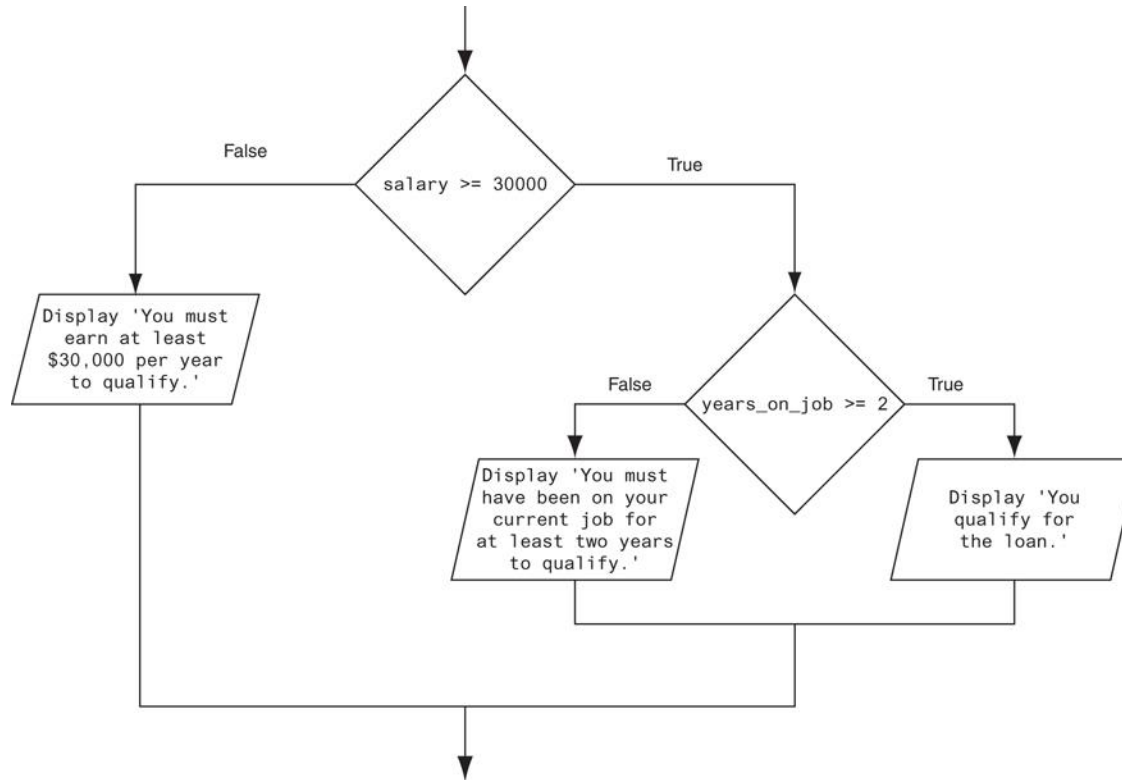 False
True
salary >= 30000
Display 'You must
earn at least
$30,000 per year
to qualify.'
False
True
years_on_job >= 2
Display 'You must
have been on your
current job for
at least two years
to qualify.'
Display 'You
qualify for
the loan.'